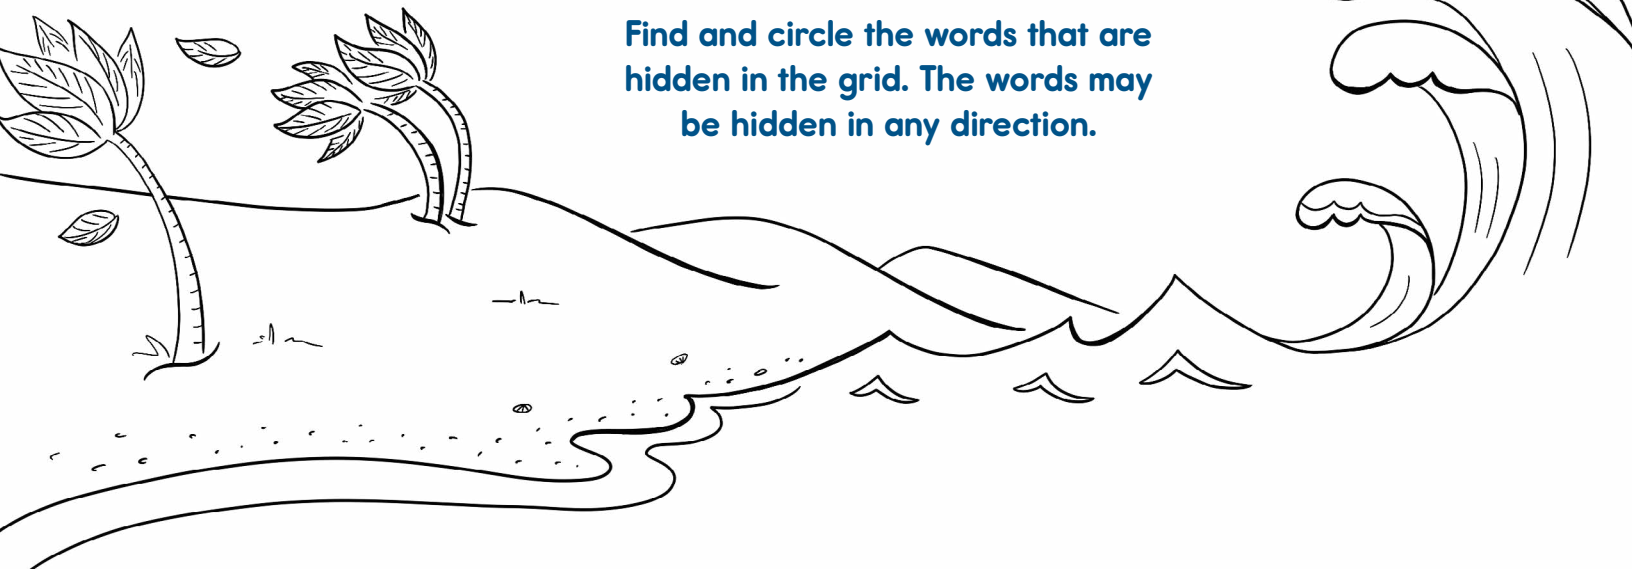 Find and circle the words that are
hidden in the grid. The words may
be hidden in any direction.